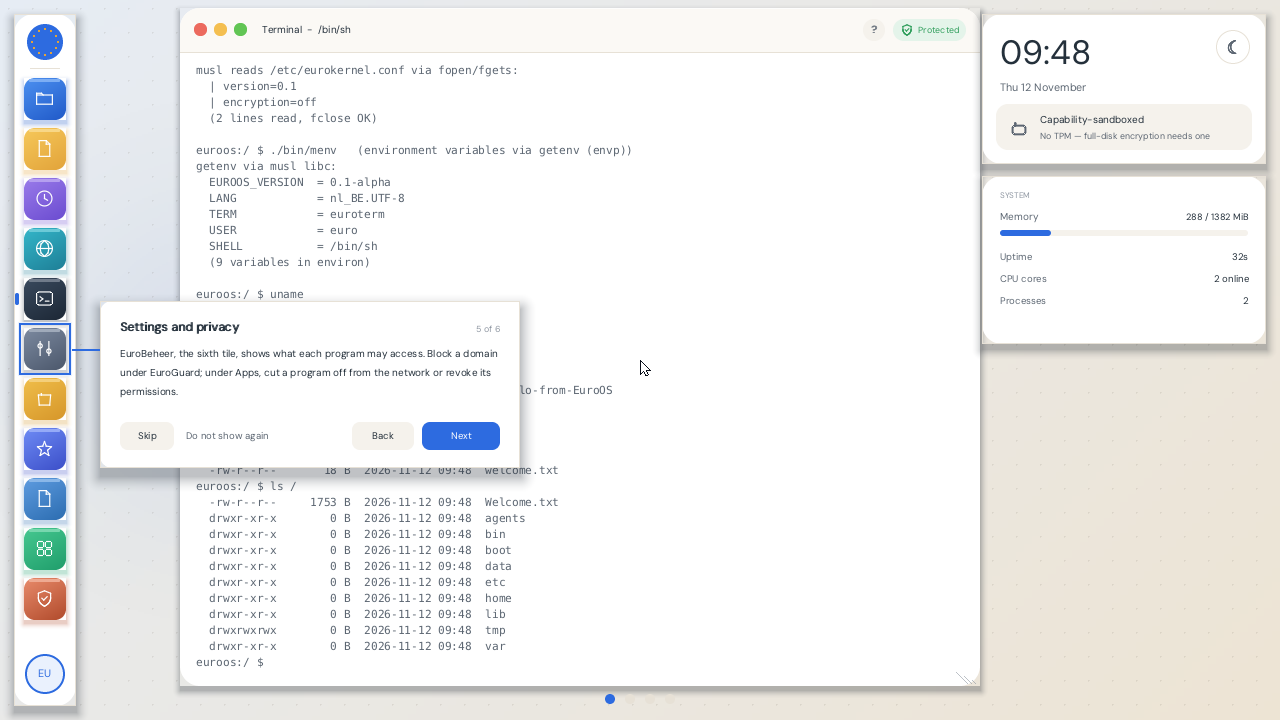 Terminal - /bin/sh
?
Protected
musl reads /etc/eurokernel.conf via fopen/fgets:
| version=0.1
| encryption=off
(2 lines read, fclose OK)
euroos:/ $ ./bin/menv   (environment variables via getenv (envp))
getenv via musl libc:
EUROOS_VERSION  = 0.1-alpha
LANG            = nl_BE.UTF-8
TERM            = euroterm
USER            = euro
SHELL           = /bin/sh
(9 variables in environ)
euroos:/ $ uname
lo-from-EuroOS
-rw-r--r--       18 B  2026-11-12 09:48  welcome.txt
euroos:/ $ ls /
-rw-r--r--     1753 B  2026-11-12 09:48  Welcome.txt
drwxr-xr-x        0 B  2026-11-12 09:48  agents
drwxr-xr-x        0 B  2026-11-12 09:48  bin
drwxr-xr-x        0 B  2026-11-12 09:48  boot
drwxr-xr-x        0 B  2026-11-12 09:48  data
drwxr-xr-x        0 B  2026-11-12 09:48  etc
drwxr-xr-x        0 B  2026-11-12 09:48  home
drwxr-xr-x        0 B  2026-11-12 09:48  lib
drwxrwxrwx        0 B  2026-11-12 09:48  tmp
drwxr-xr-x        0 B  2026-11-12 09:48  var
euroos:/ $
Settings and privacy
5 of 6
EuroBeheer, the sixth tile, shows what each program may access. Block a domain
under EuroGuard; under Apps, cut a program off from the network or revoke its
permissions.
Skip
Do not show again
Back
Next
EU
09:48
Thu 12 November
Capability-sandboxed
No TPM — full-disk encryption needs one
SYSTEM
Memory
288 / 1382 MiB
Uptime
32s
CPU cores
2 online
Processes
2